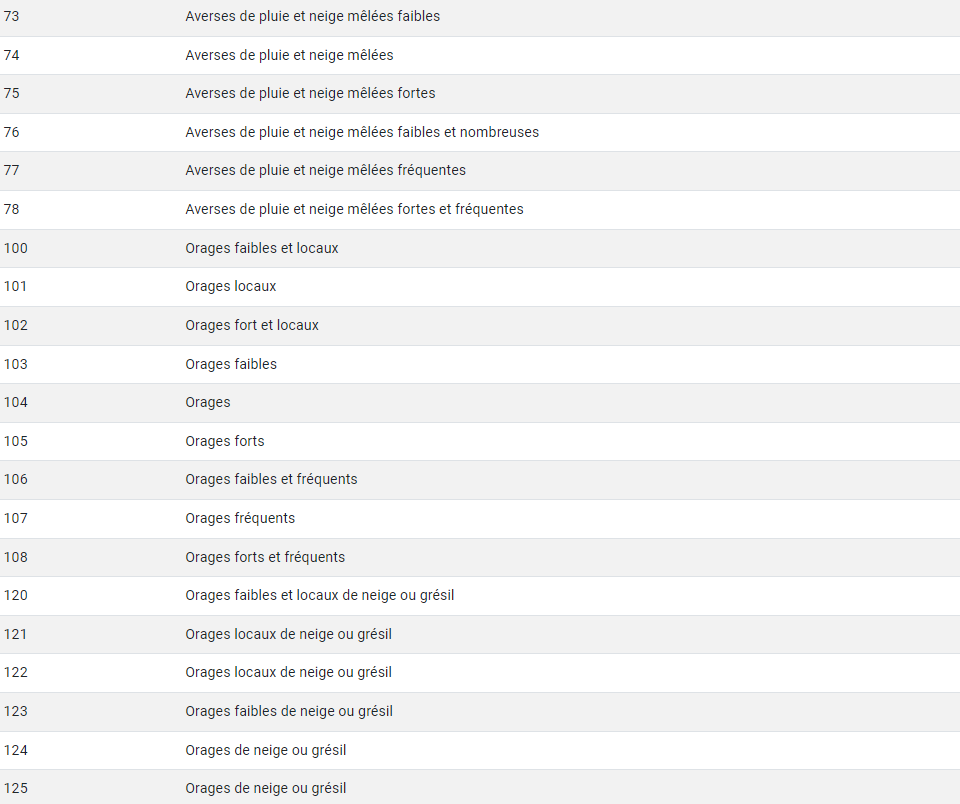 73 Averses de pluie et neige mêlées faibles
74 Averses de pluie et neige mêlées
75 Averses de pluie et neige mêlées fortes
76 Averses de pluie et neige mêlées faibles et nombreuses
77 Averses de pluie et neige mêlées fréquentes
78 Averses de pluie et neige mêlées fortes et fréquentes
100 Orages faibles et locaux
101 Orages locaux
102 Orages fort et locaux
103 Orages faibles
104 Orages
105 Orages forts
106 Orages faibles et fréquents
107 Orages fréquents
108 Orages forts et fréquents
120 Orages faibles et locaux de neige ou grésil
121 Orages locaux de neige ou grésil
122 Orages locaux de neige ou grésil
123 Orages faibles de neige ou grésil
124 Orages de neige ou grésil
125 Orages de neige ou grésil